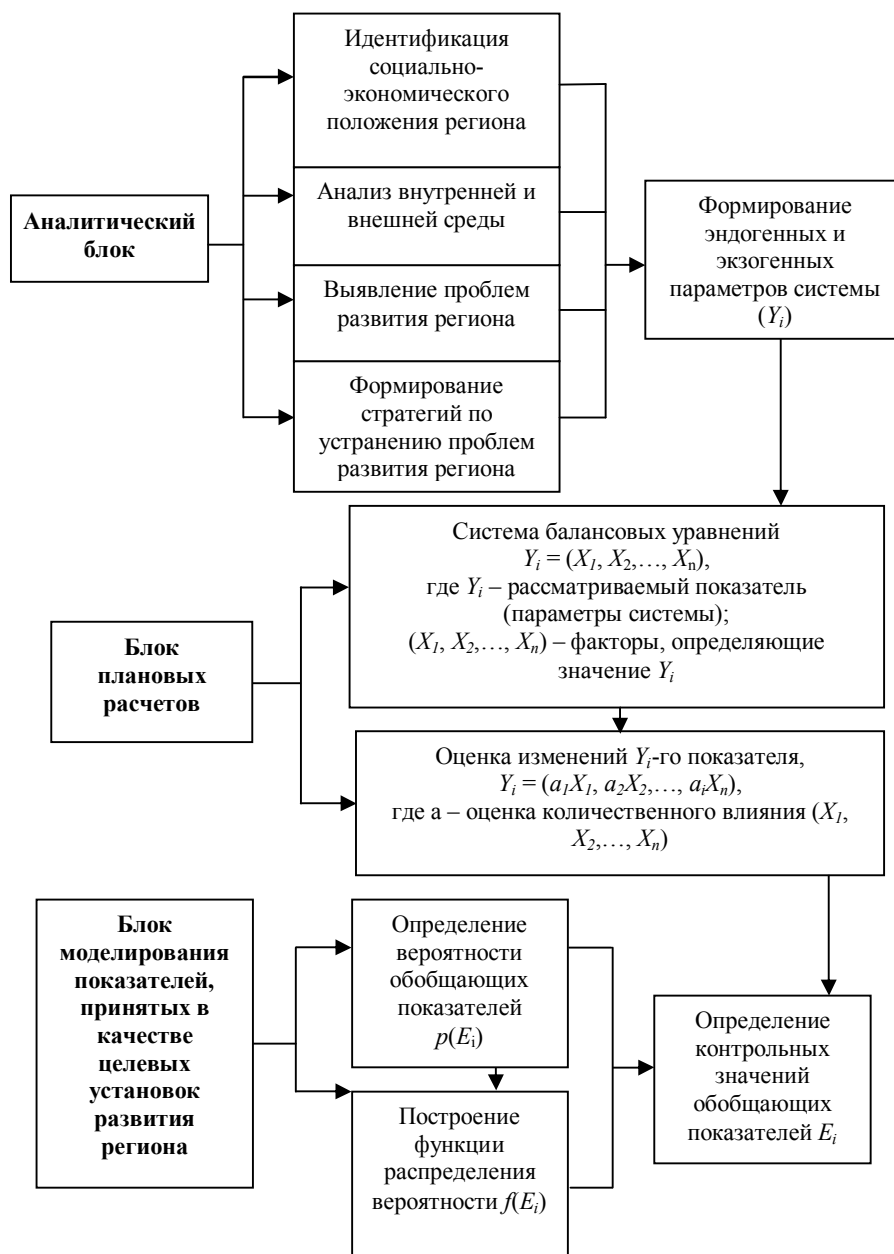 Идентификация
социально-
экономического
положения региона
Анализ внутренней и
внешней среды
Выявление проблем
развития региона
Формирование
стратегий по
устранению проблем
развития региона
Аналитический
блок
Формирование
эндогенных и
экзогенных
параметров системы
(Yi)
Система балансовых уравнений
Yi = (X1, X2,…, Xn),
где Yi – рассматриваемый показатель
(параметры системы);
(X1, X2,…, Xn) – факторы, определяющие
значение Yi
Блок
плановых
расчетов
Оценка изменений Yi-го показателя,
Yi = (a1X1, a2X2,…, aiXn),
где а – оценка количественного влияния (X1,
X2,…, Xn)
Блок
моделирования
показателей,
принятых в
качестве
целевых
установок
развития
региона
Определение
вероятности
обобщающих
показателей
p(Ei)
Построение
функции
распределения
вероятности f(Ei)
Определение
контрольных
значений
обобщающих
показателей Ei